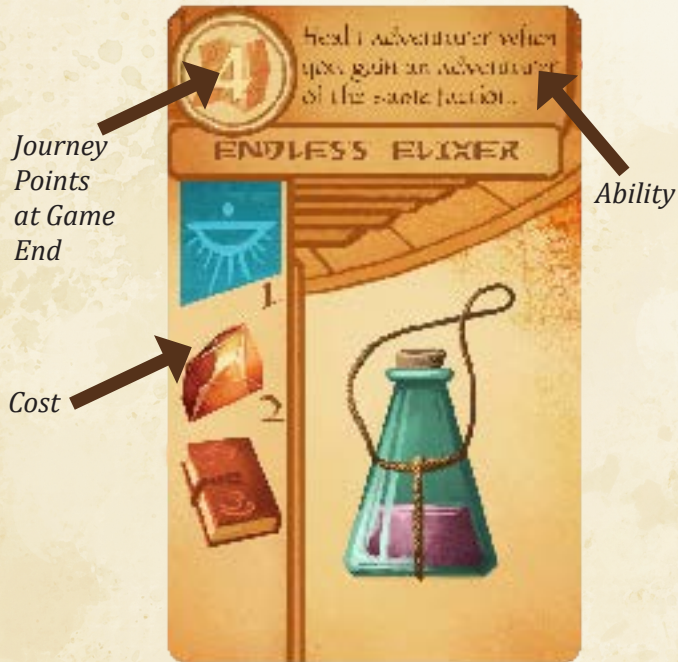 4
Heal 1 adventurer when
you gain an adventurer
of the same faction.
ENDLESS ELIXER
Journey
Points
at Game
End
Ability
1
Cost
2